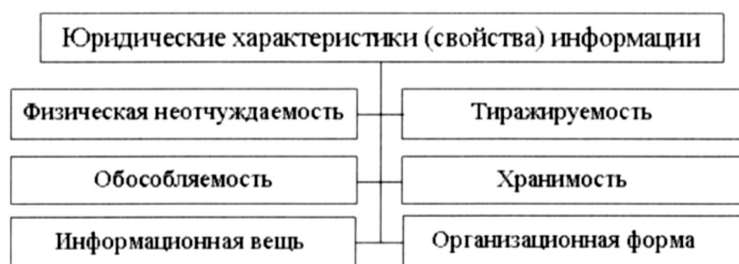 Юридические характеристики (свойства) информации
Физическая неотчуждаемость
Тиражируемость
Обособляемость
Хранимость
Информационная вещь
Организационная форма